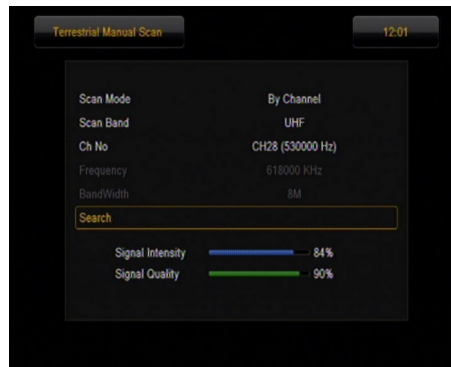 Terrestrial Manual Scan 12:01
Scan Mode By Channel
Scan Band UHF
Ch No CH28 (530000 Hz)
Frequency 618000 KHz
BandWidth 8M
Search
Signal Intensity 84%
Signal Quality 90%